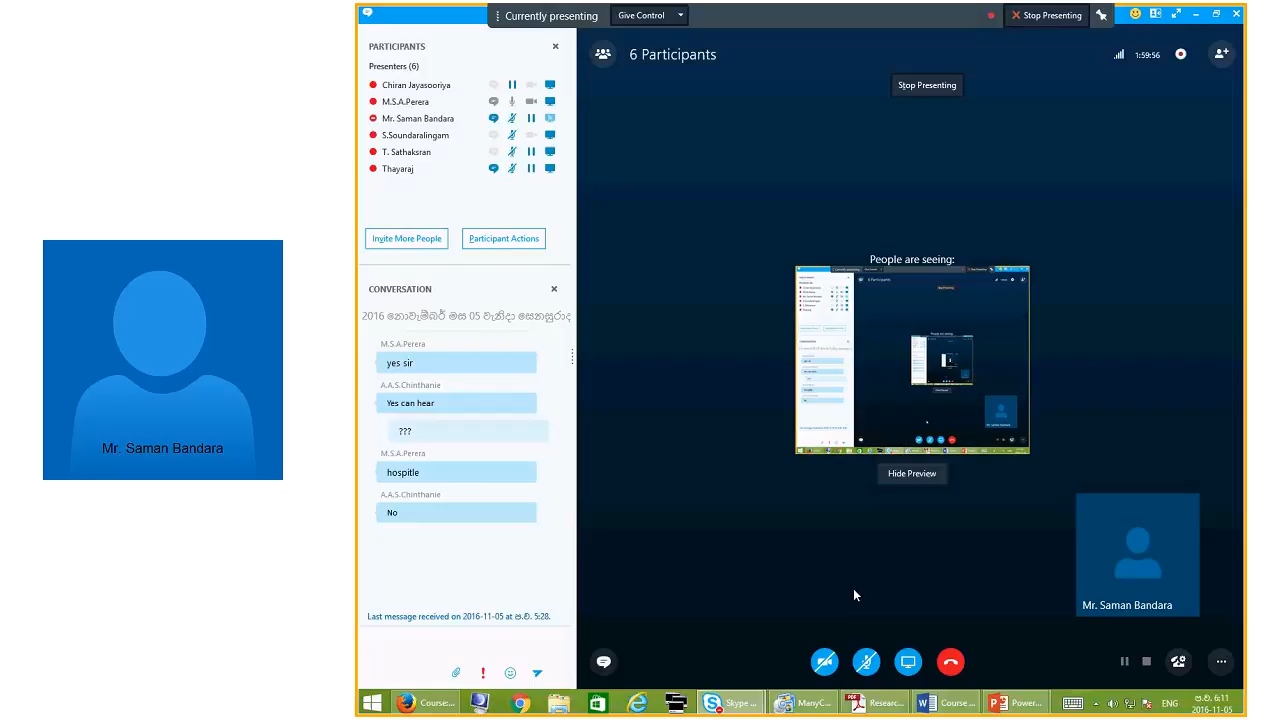 Currently presenting
Give Control
Stop Presenting
PARTICIPANTS
Presenters (6)
Chiran Jayasooriya
M.S.A.Perera
Mr. Saman Bandara
S.Soundaralingam
T. Sathaksran
Thayaraj
Invite More People
Participant Actions
CONVERSATION
2016 නොවැම්බර් මස 05 වැනිදා සෙනසුරාද
M.S.A.Perera
yes sir
A.A.S.Chinthanie
Yes can hear
???
M.S.A.Perera
hospitle
A.A.S.Chinthanie
No
Last message received on 2016-11-05 at ප.ව. 5:28.
6 Participants
1:59:56
Stop Presenting
People are seeing:
Hide Preview
Mr. Saman Bandara
Mr. Saman Bandara
Course...
Skype ...
ManyC...
Researc...
Course ...
Power...
ENG
ප.ව. 6:11
2016-11-05